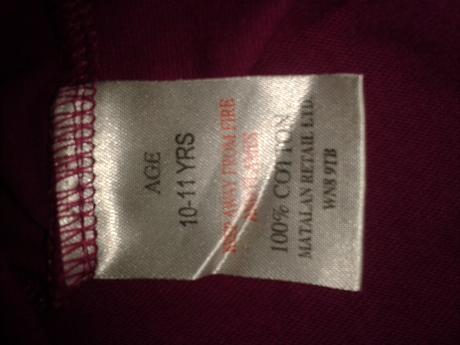 AGE
10-11 YRS
KEEP AWAY FROM FIRE
100% COTTON
MATALAN RETAIL LTD.
WN8 9TB